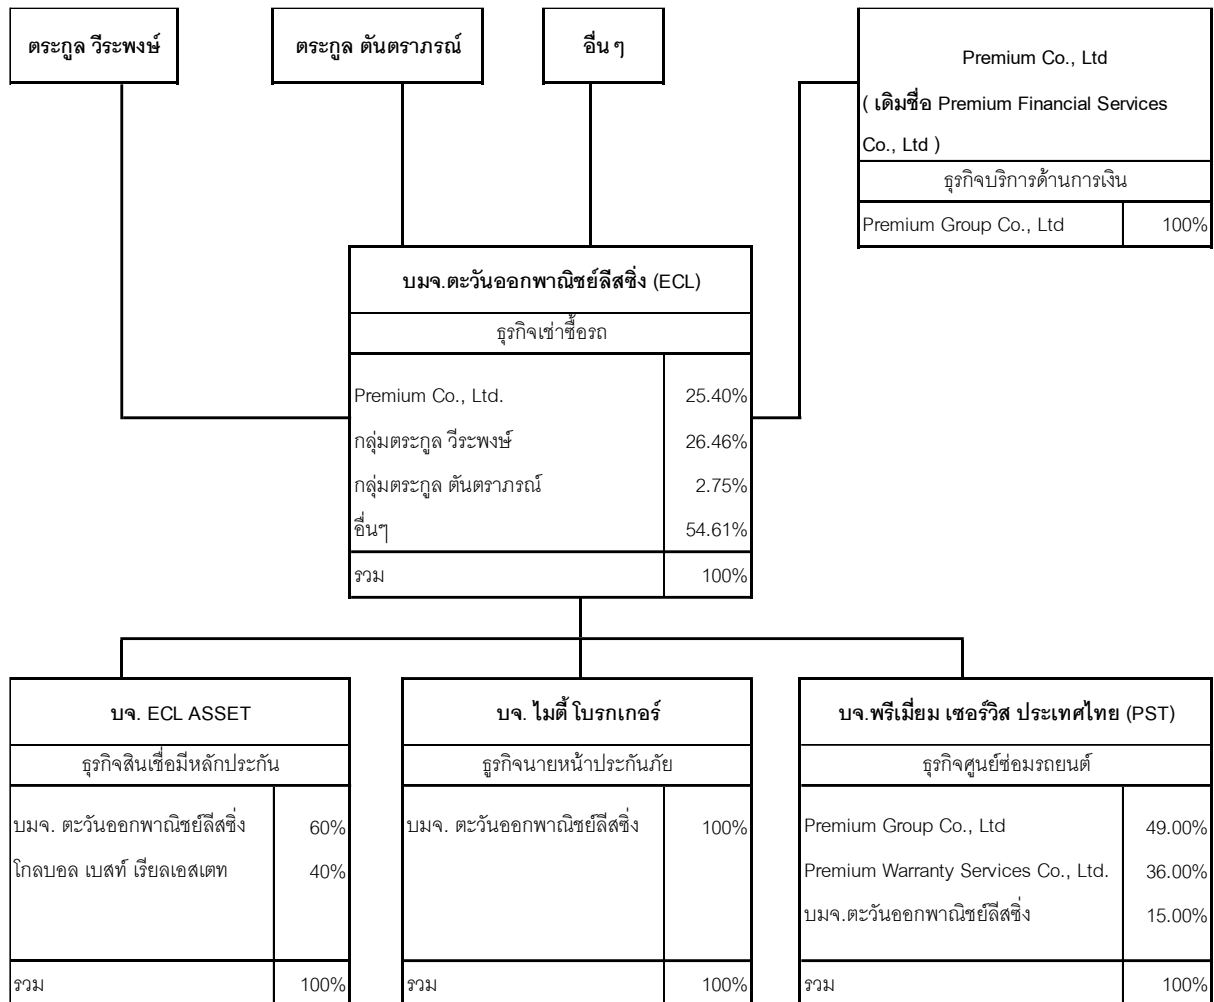 ตระกูล วีระพงษ์
ตระกูล ตันตราภรณ์
อื่น ๆ
Premium Co., Ltd
( เดิมชื่อ Premium Financial Services
Co., Ltd )
ธุรกิจบริการด้านการเงิน
Premium Group Co., Ltd 100%
บมจ.ตะวันออกพาณิชย์ลีสซิ่ง (ECL)
ธุรกิจเช่าซื้อรถ
Premium Co., Ltd. 25.40%
กลุ่มตระกูล วีระพงษ์ 26.46%
กลุ่มตระกูล ตันตราภรณ์ 2.75%
อื่นๆ 54.61%
รวม 100%
บจ. ECL ASSET
ธุรกิจสินเชื่อมีหลักประกัน
บมจ. ตะวันออกพาณิชย์ลีสซิ่ง 60%
โกลบอล เบสท์ เรียลเอสเตท 40%
รวม 100%
บจ. ไมตี้ โบรกเกอร์
ธูรกิจนายหน้าประกันภัย
บมจ. ตะวันออกพาณิชย์ลีสซิ่ง 100%
รวม 100%
บจ.พรีเมี่ยม เซอร์วิส ประเทศไทย (PST)
ธุรกิจศูนย์ซ่อมรถยนต์
Premium Group Co., Ltd 49.00%
Premium Warranty Services Co., Ltd. 36.00%
บมจ.ตะวันออกพาณิชย์ลีสซิ่ง 15.00%
รวม 100%